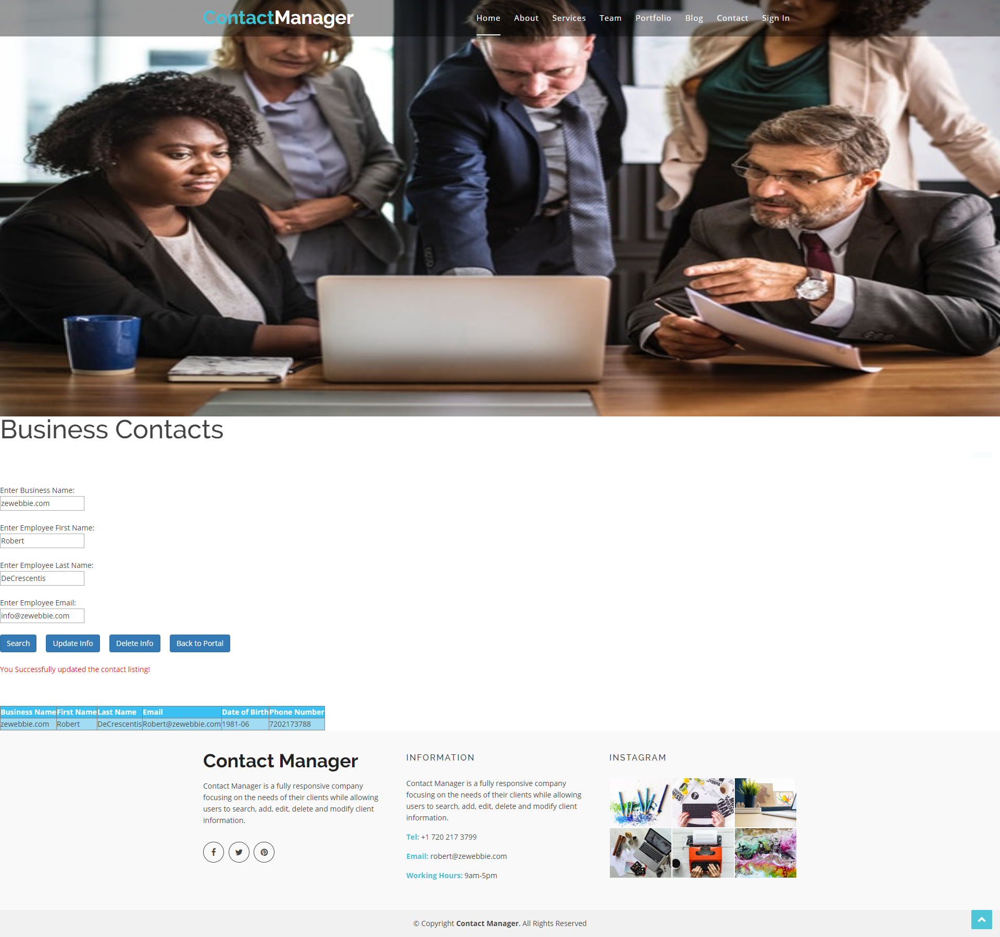 ContactManager
Home About Services Team Portfolio Blog Contact Sign In
Business Contacts
Enter Business Name:
zewebbie.com
Enter Employee First Name:
Robert
Enter Employee Last Name:
DeCrescentis
Enter Employee Email:
info@zewebbie.com
Search Update Info Delete Info Back to Portal
You Successfully updated the contact listing!
Business Name First Name Last Name Email Date of Birth Phone Number
zewebbie.com Robert DeCrescentis Robert@zewebbie.com 1981-06 7202173788
Contact Manager
Contact Manager is a fully responsive company
focusing on the needs of their clients while allowing
users to search, add, edit, delete and modify client
information.
INFORMATION
Contact Manager is a fully responsive company
focusing on the needs of their clients while allowing
users to search, add, edit, delete and modify client
information.
Tel: +1 720 217 3799
Email: robert@zewebbie.com
Working Hours: 9am-5pm
INSTAGRAM
© Copyright Contact Manager. All Rights Reserved